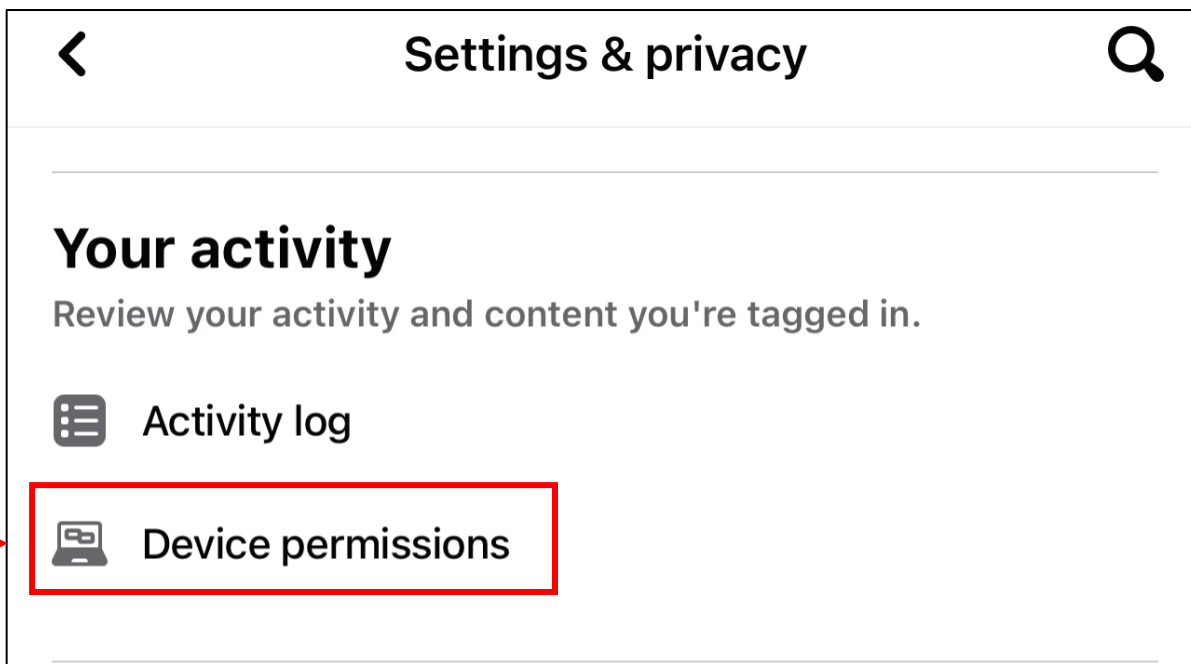 Settings & privacy
Your activity
Review your activity and content you're tagged in.
Activity log
Device permissions